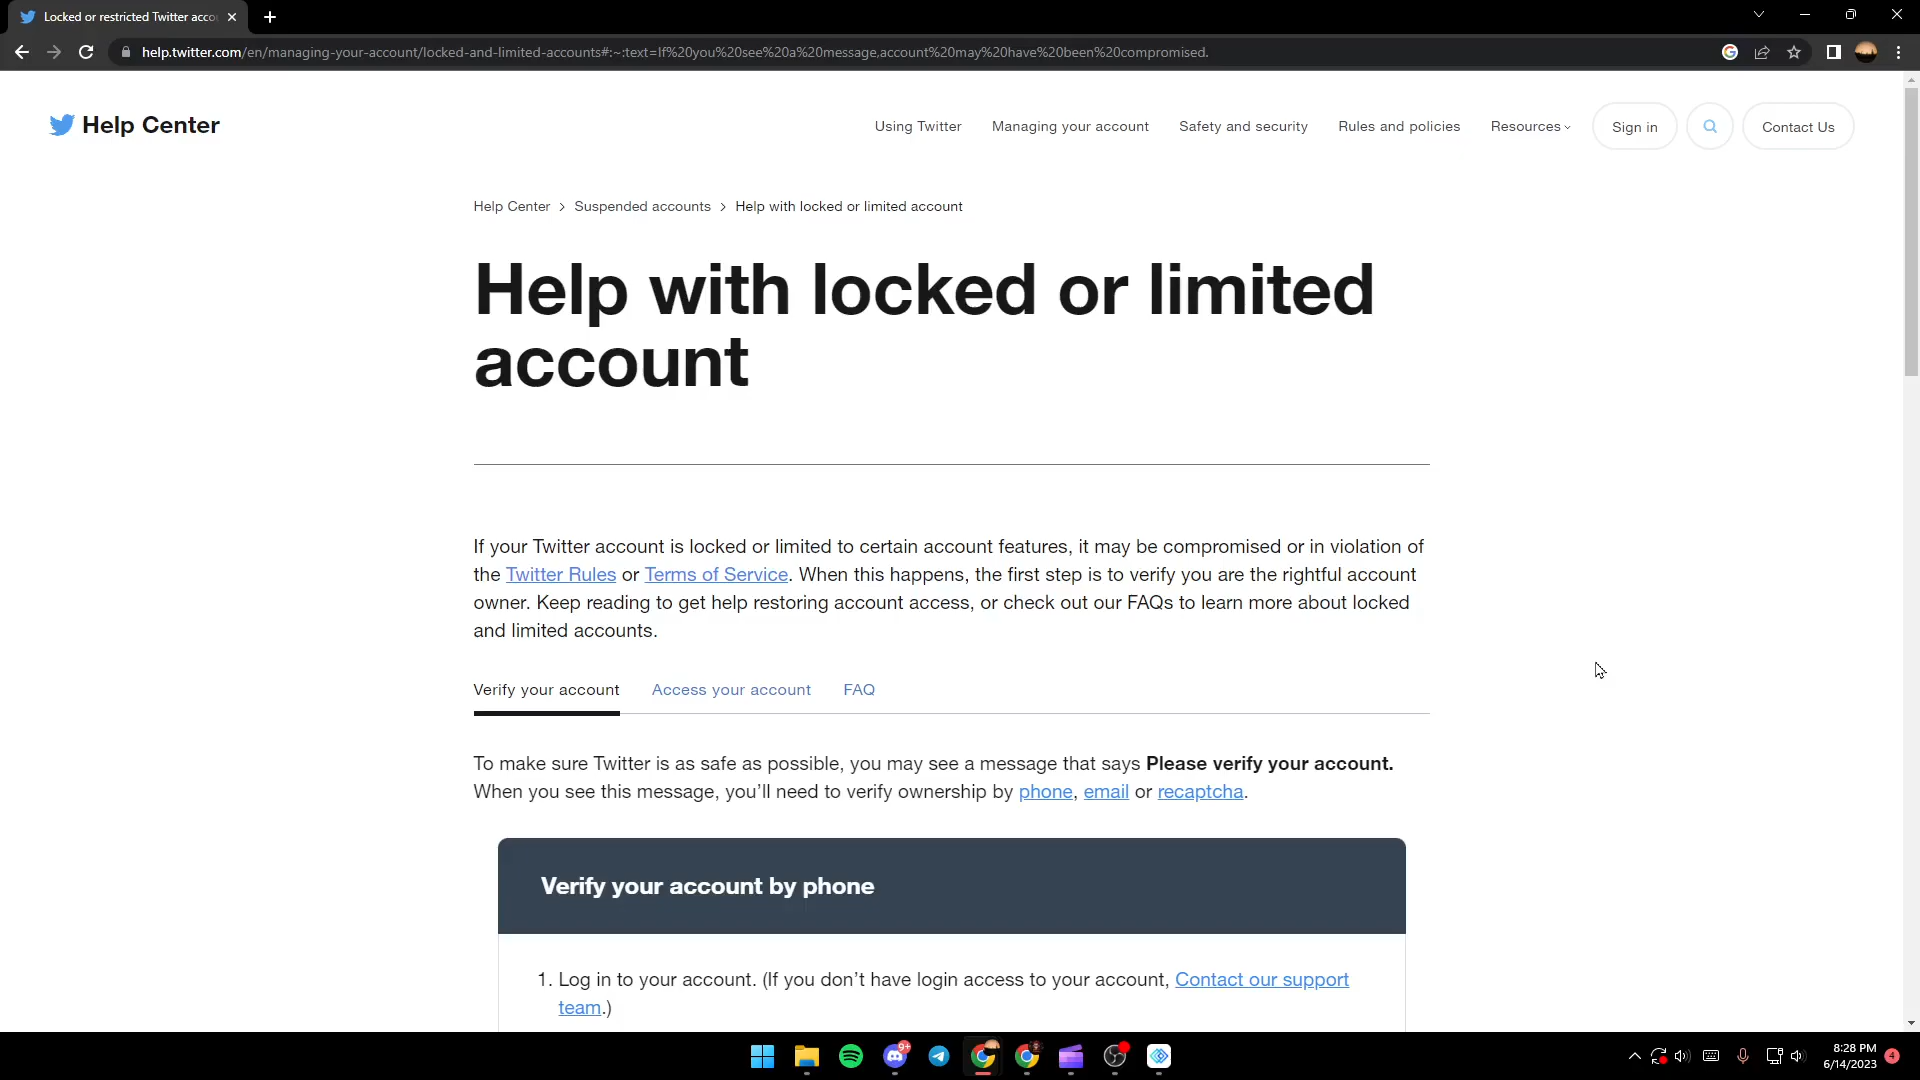 Locked or restricted Twitter acco
help.twitter.com/en/managing-your-account/locked-and-limited-accounts#:~:text=If%20you%20see%20a%20message,account%20may%20have%20been%20compromised.
Help Center
Using Twitter
Managing your account
Safety and security
Rules and policies
Resources
Sign in
Contact Us
Help Center > Suspended accounts > Help with locked or limited account
Help with locked or limited
account
If your Twitter account is locked or limited to certain account features, it may be compromised or in violation of
the Twitter Rules or Terms of Service. When this happens, the first step is to verify you are the rightful account
owner. Keep reading to get help restoring account access, or check out our FAQs to learn more about locked
and limited accounts.
Verify your account
Access your account
FAQ
To make sure Twitter is as safe as possible, you may see a message that says Please verify your account.
When you see this message, you’ll need to verify ownership by phone, email or recaptcha.
Verify your account by phone
1. Log in to your account. (If you don’t have login access to your account, Contact our support
team.)
9+
8:28 PM
6/14/2023
4